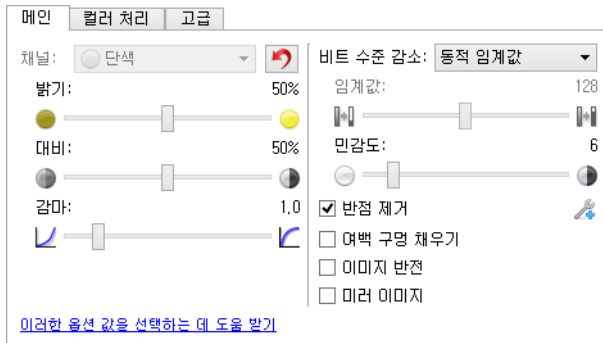 메인 컬러 처리 고급
채널: 단색
밝기: 50%
대비: 50%
감마: 1.0
이러한 옵션 값을 선택하는 데 도움 받기
비트 수준 감소: 동적 임계값
임계값: 128
민감도: 6
반점 제거
여백 구멍 채우기
이미지 반전
미러 이미지